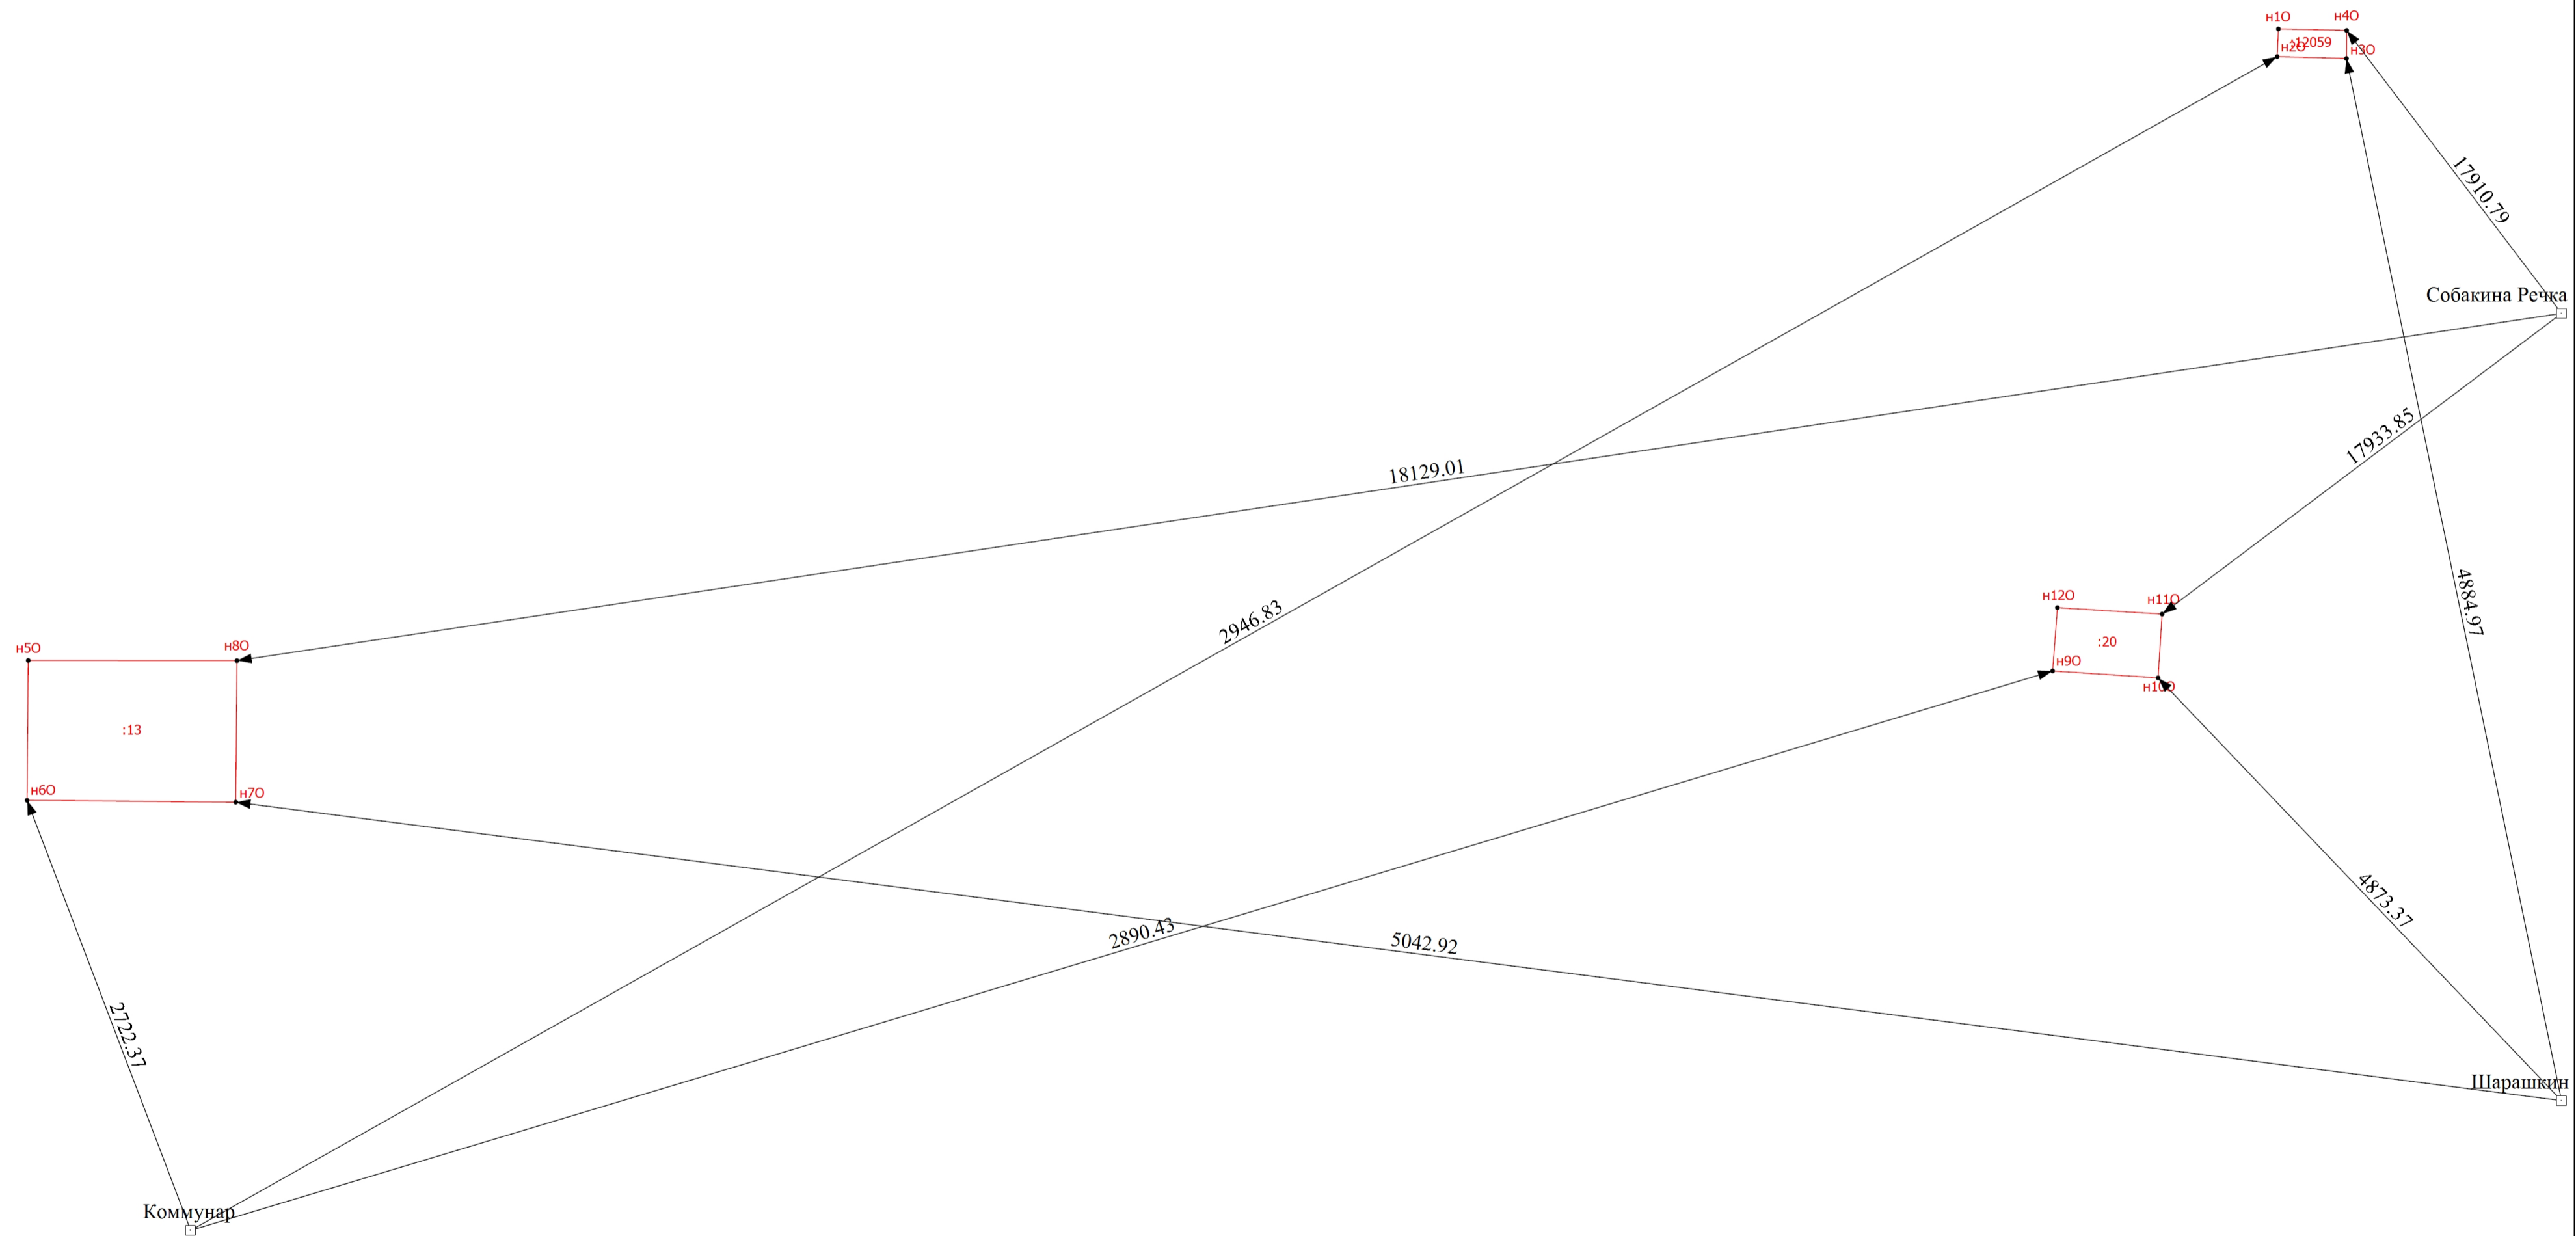 н1О
н4О
:12059
н2О
н3О
17910.79
Собакина Речка
17933.85
18129.01
2946.83
4884.97
н12О
н11О
:20
н9О
н10О
н5О
н8О
:13
н6О
н7О
4873.37
2890.43
5042.92
2722.37
Шарашкин
Коммунар